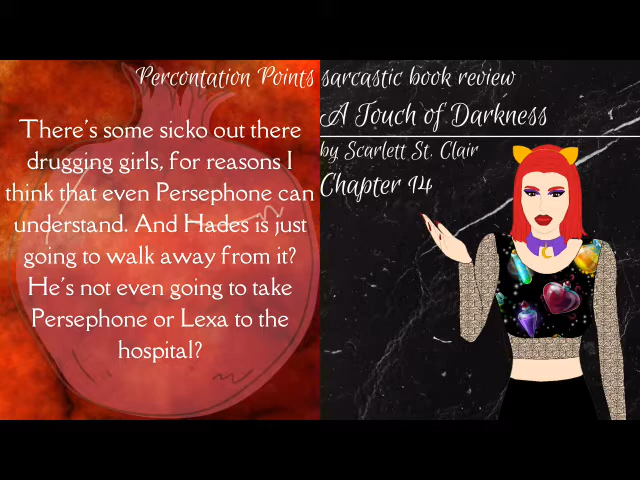 Percontation Points sarcastic book review
A Touch of Darkness
by Scarlett St. Clair
Chapter 14
There's some sicko out there
drugging girls, for reasons I
think that even Persephone can
understand. And Hades is just
going to walk away from it?
He's not even going to take
Persephone or Lexa to the
hospital?